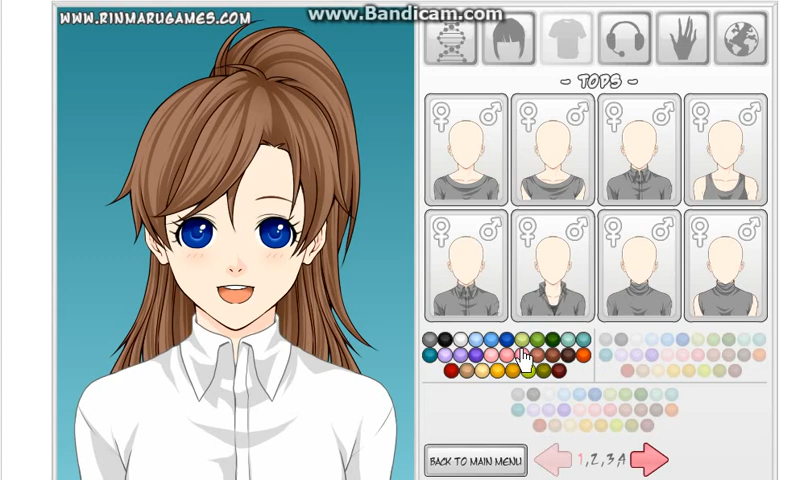 www.Bandicam.com
WWW.RINMARUGAMES.COM
- TOPS -
BACK TO MAIN MENU
1,2,3,4